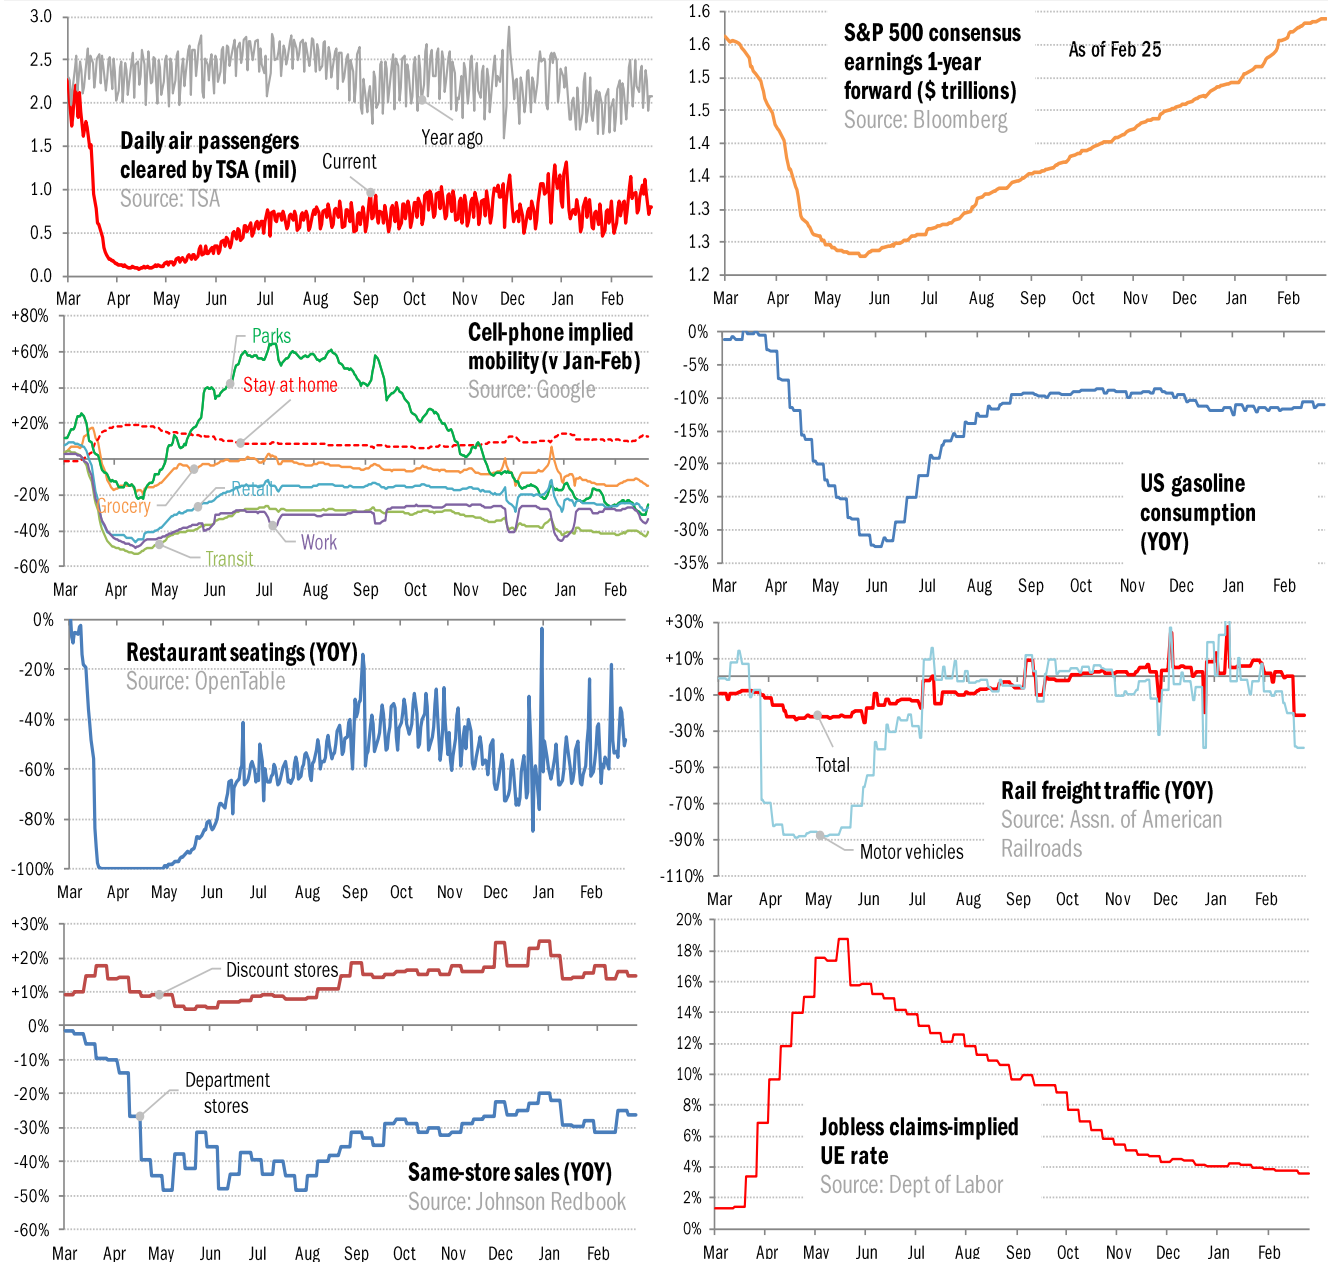 3.0
2.5
2.0
1.5
1.0
0.5
0.0
Daily air passengers
cleared by TSA (mil)
Source: TSA
Year ago
Current
Mar Apr May Jun Jul Aug Sep Oct Nov Dec Jan Feb
1.6
1.6
1.5
1.5
1.4
1.4
1.3
1.3
1.2
S&P 500 consensus
earnings 1-year
forward ($ trillions)
Source: Bloomberg
As of Feb 25
Mar Apr May Jun Jul Aug Sep Oct Nov Dec Jan Feb
+80%
+60%
+40%
+20%
+0%
-20%
-40%
-60%
Parks
Stay at home
Cell-phone implied
mobility (v Jan-Feb)
Source: Google
Grocery
Retail
Work
Transit
Mar Apr May Jun Jul Aug Sep Oct Nov Dec Jan Feb
0%
-5%
-10%
-15%
-20%
-25%
-30%
-35%
US gasoline
consumption
(YOY)
Mar Apr May Jun Jul Aug Sep Oct Nov Dec Jan Feb
0%
-20%
-40%
-60%
-80%
-100%
Restaurant seatings (YOY)
Source: OpenTable
Mar Apr May Jun Jul Aug Sep Oct Nov Dec Jan Feb
+30%
+10%
-10%
-30%
-50%
-70%
-90%
-110%
Total
Motor vehicles
Rail freight traffic (YOY)
Source: Assn. of American
Railroads
Mar Apr May Jun Jul Aug Sep Oct Nov Dec Jan Feb
+30%
+20%
+10%
0%
-10%
-20%
-30%
-40%
-50%
-60%
Discount stores
Department
stores
Same-store sales (YOY)
Source: Johnson Redbook
Mar Apr May Jun Jul Aug Sep Oct Nov Dec Jan Feb
20%
18%
16%
14%
12%
10%
8%
6%
4%
2%
0%
Jobless claims-implied
UE rate
Source: Dept of Labor
Mar Apr May Jun Jul Aug Sep Oct Nov Dec Jan Feb